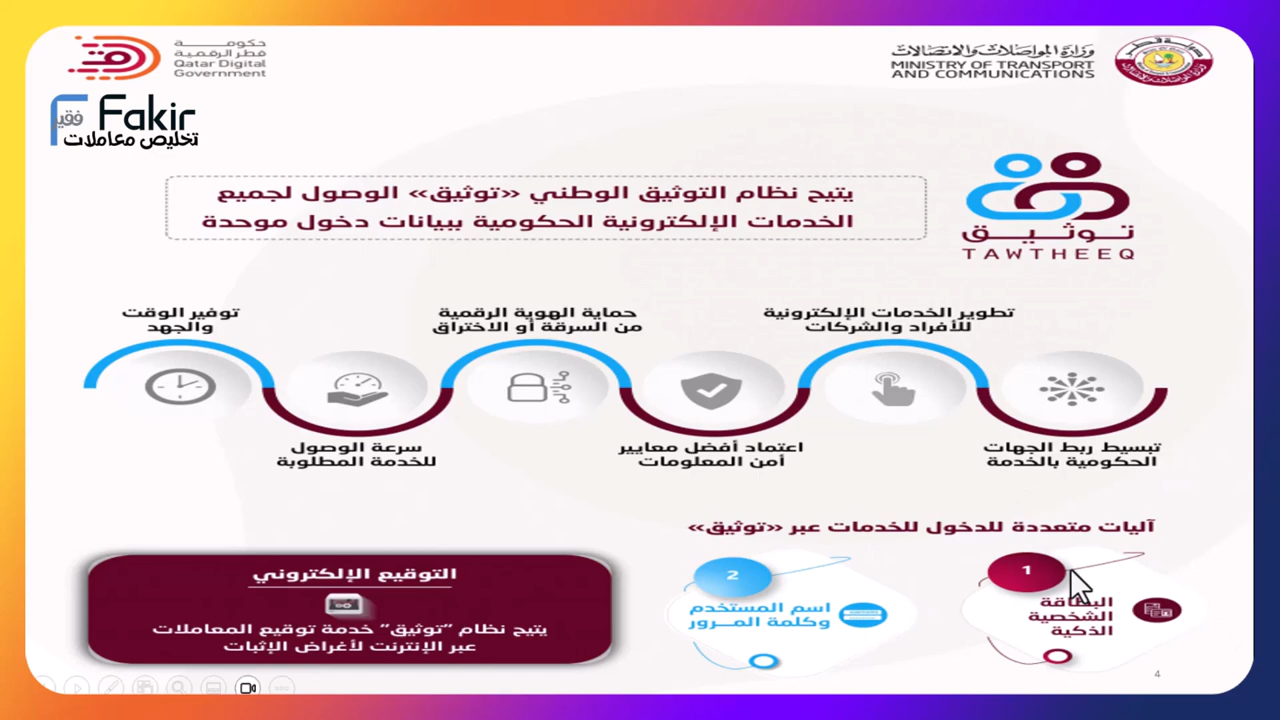 حكومة
قطر الرقمية
Qatar Digital
Government
وزارة المواصلات والاتصالات
MINISTRY OF TRANSPORT
AND COMMUNICATIONS
فقير
Fakir
تخليص معاملات
توثيق
TAWTHEEQ
يتيح نظام التوثيق الوطني «توثيق» الوصول لجميع
الخدمات الإلكترونية الحكومية ببيانات دخول موحدة
تطوير الخدمات الإلكترونية
للأفراد والشركات
حماية الهوية الرقمية
من السرقة أو الاختراق
توفير الوقت
والجهد
تبسيط ربط الجهات
الحكومية بالخدمة
اعتماد أفضل معايير
أمن المعلومات
سرعة الوصول
للخدمة المطلوبة
آليات متعددة للدخول للخدمات عبر «توثيق»
1
البطاقة
الشخصية
الذكية
2
اسم المستخدم
وكلمة المرور
التوقيع الإلكتروني
يتيح نظام "توثيق" خدمة توقيع المعاملات
عبر الإنترنت لأغراض الإثبات
4